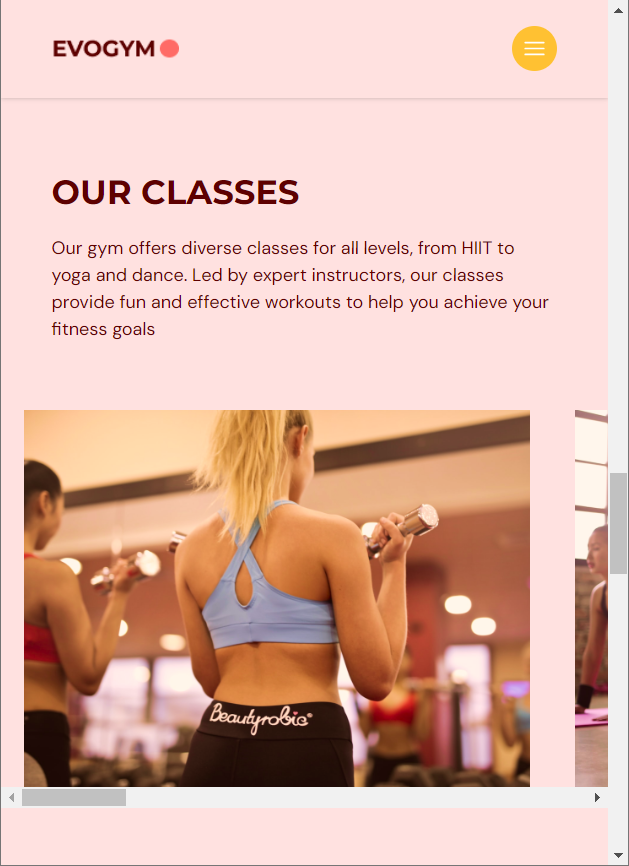 EVOGYM
OUR CLASSES
Our gym offers diverse classes for all levels, from HIIT to
yoga and dance. Led by expert instructors, our classes
provide fun and effective workouts to help you achieve your
fitness goals
Beautyrobic®